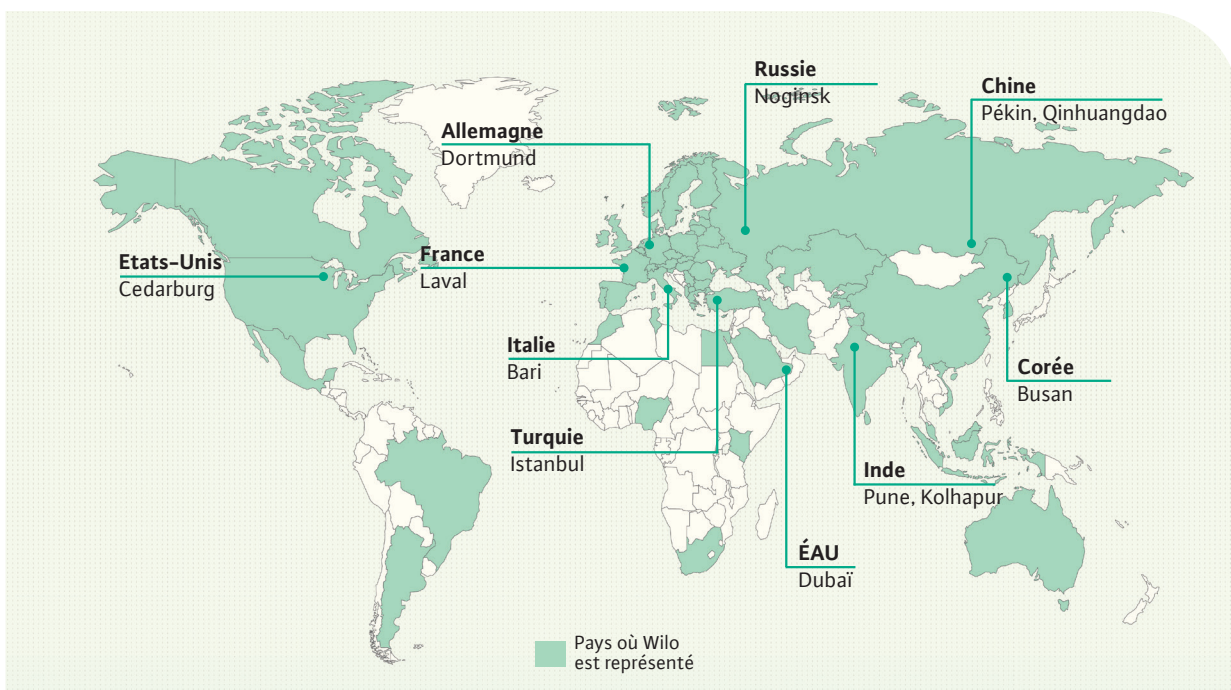 Russie
Noginsk
Chine
Pékin, Qinhuangdao
Allemagne
Dortmund
Etats-Unis
Cedarburg
France
Laval
Italie
Bari
Corée
Busan
Turquie
Istanbul
Inde
Pune, Kolhapur
ÉAU
Dubaï
Pays où Wilo
est représenté